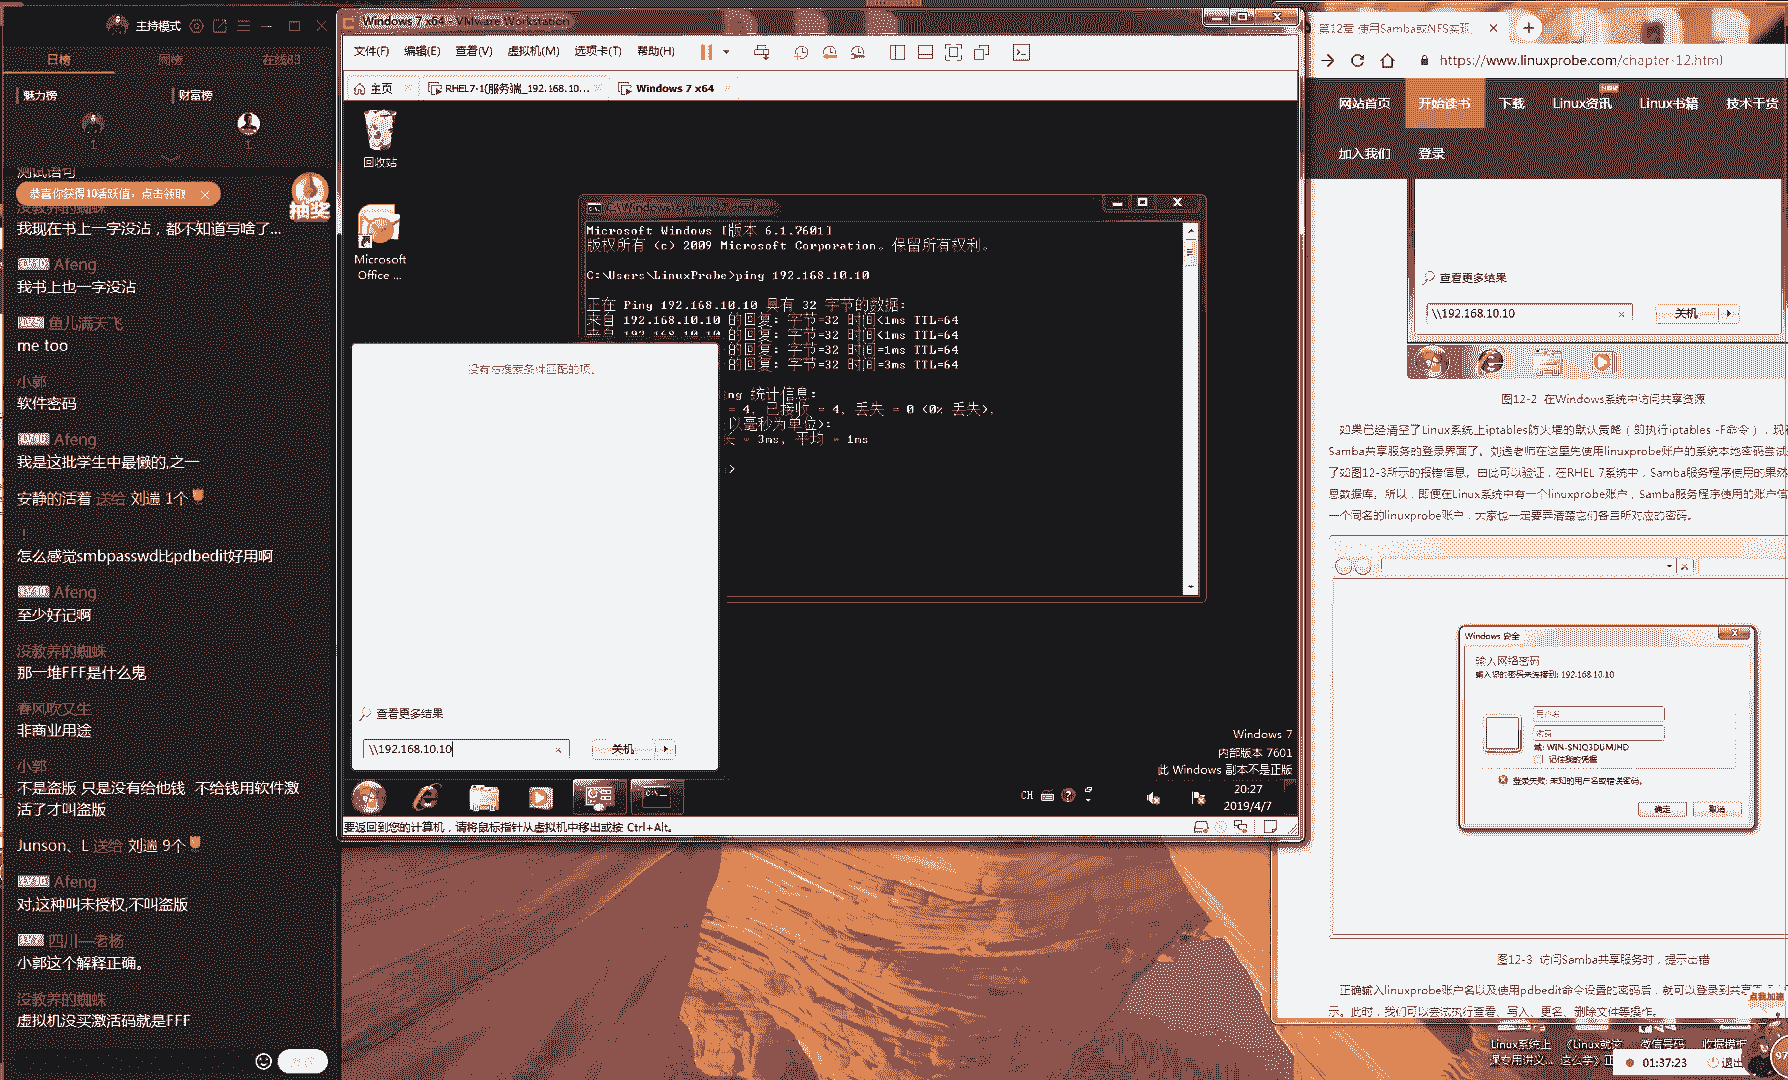 主持模式
日榜
周榜
在线83
魅力榜
财富榜
1
1
测试语句
恭喜你获得10活跃值，点击领取
抽奖
没教养的蜘蛛
我现在书上一字没沾，都不知道写啥了...
Afeng
我书上也一字没沾
鱼儿满天飞
me too
小郭
软件密码
Afeng
我是这批学生中最懒的,之一
安静的活着 送给 刘遄 1个
怎么感觉smbpasswd比pdbedit好用啊
Afeng
至少好记啊
没教养的蜘蛛
那一堆FFF是什么鬼
春风吹又生
非商业用途
小郭
不是盗版 只是没有给他钱 不给钱用软件激
活了才叫盗版
Junson、L 送给 刘遄 9个
Afeng
对,这种叫未授权,不叫盗版
四川—老杨
小郭这个解释正确。
没教养的蜘蛛
虚拟机没买激活码就是FFF
Windows 7 x64 - VMware Workstation
文件(F) 编辑(E) 查看(V) 虚拟机(M) 选项卡(T) 帮助(H)
主页
RHEL7-1(服务端_192.168.10...
Windows 7 x64
回收站
Microsoft
Office ...
C:\Windows\system32\cmd.exe
Microsoft Windows [版本 6.1.7601]
版权所有 (c) 2009 Microsoft Corporation。保留所有权利。
C:\Users\LinuxProbe>ping 192.168.10.10
正在 Ping 192.168.10.10 具有 32 字节的数据:
来自 192.168.10.10 的回复: 字节=32 时间<1ms TTL=64
来自 192.168.10.10 的回复: 字节=32 时间<1ms TTL=64
的回复: 字节=32 时间=1ms TTL=64
的回复: 字节=32 时间=3ms TTL=64
ng 统计信息:
= 4，已接收 = 4，丢失 = 0 (0% 丢失)，
以毫秒为单位):
= 3ms，平均 = 1ms
>
没有与搜索条件匹配的项。
查看更多结果
\\192.168.10.10
关机
Windows 7
内部版本 7601
此 Windows 副本不是正版
CH
20:27
2019/4/7
要返回到您的计算机，请将鼠标指针从虚拟机中移出或按 Ctrl+Alt。
第12章 使用Samba或NFS实现
https://www.linuxprobe.com/chapter-12.html
网站首页 开始读书 下载 Linux资讯 Linux书籍 技术干货
加入我们 登录
查看更多结果
\\192.168.10.10
关机
图12-2 在Windows系统中访问共享资源
如果已经清空了Linux系统上iptables防火墙的默认策略（即执行iptables -F命令），现
Samba共享服务的登录界面了。刘遄老师在这里先使用linuxprobe账户的系统本地密码尝试
了如图12-3所示的报错信息。由此可以验证，在RHEL 7系统中，Samba服务程序使用的果然
息数据库。所以，即便在Linux系统中有一个linuxprobe账户，Samba服务程序使用的账户信
一个同名的linuxprobe账户，大家也一定要弄清楚它们各自所对应的密码。
Windows 安全
输入网络密码
输入您的密码来连接到: 192.168.10.10
用户名
密码
域: WIN-SNIQ3DUMJHD
记住我的凭据
登录失败: 未知的用户名或错误密码。
确定
取消
图12-3 访问Samba共享服务时，提示出错
正确输入linuxprobe账户名以及使用pdbedit命令设置的密码后，就可以登录到共享
示。此时，我们可以尝试执行查看、写入、更名、删除文件等操作。
点我加速
Linux系统上 《Linux就这 微信号码 收据模板
课专用讲义... 么学》
01:37:23
退出
97